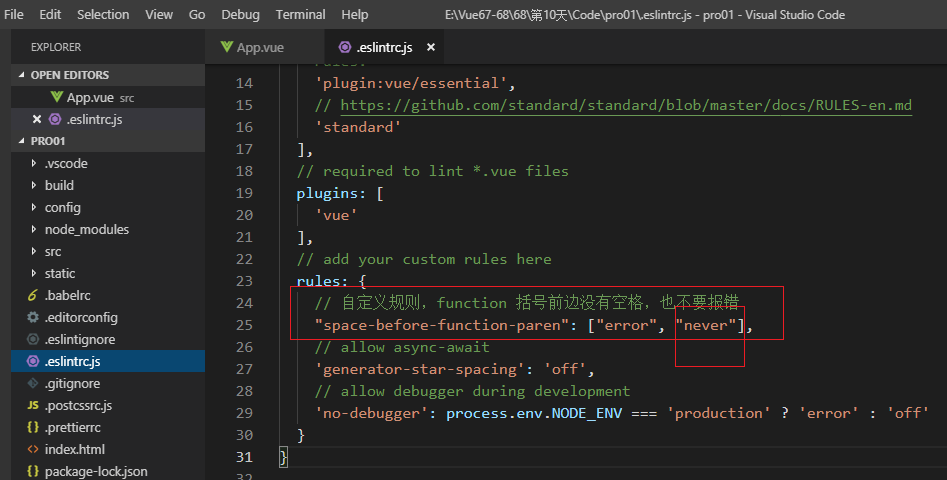 File Edit Selection View Go Debug Terminal Help E:\Vue67-68\68\第10天\Code\pro01\.eslintrc.js - pro01 - Visual Studio Code
EXPLORER
OPEN EDITORS
App.vue src
.eslintrc.js
PRO01
.vscode
build
config
node_modules
src
static
.babelrc
.editorconfig
.eslintignore
.eslintrc.js
.gitignore
.postcssrc.js
.prettierrc
index.html
package-lock.json
App.vue .eslintrc.js
14 'plugin:vue/essential',
15 // https://github.com/standard/standard/blob/master/docs/RULES-en.md
16 'standard'
17 ],
18 // required to lint *.vue files
19 plugins: [
20 'vue'
21 ],
22 // add your custom rules here
23 rules: {
24 // 自定义规则，function 括号前边没有空格，也不要报错
25 "space-before-function-paren": ["error", "never"],
26 // allow async-await
27 'generator-star-spacing': 'off',
28 // allow debugger during development
29 'no-debugger': process.env.NODE_ENV === 'production' ? 'error' : 'off'
30 }
31 }
32